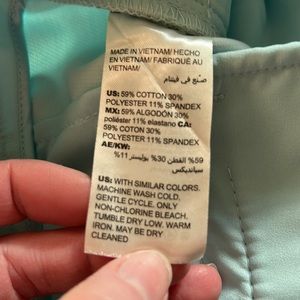 MADE IN VIETNAM/ HECHO
EN VIETNAM/ FABRIQUÉ AU
VIETNAM/
صنع في فيتنام
US: 59% COTTON 30%
POLYESTER 11% SPANDEX
MX: 59% ALGODÓN 30%
poliéster 11% elastano CA:
59% COTON 30%
POLYESTER 11% SPANDEX
AE/KW:
59% القطن 30% بوليستر 11%
سبانديكس
US: WITH SIMILAR COLORS.
MACHINE WASH COLD.
GENTLE CYCLE. ONLY
NON-CHLORINE BLEACH.
TUMBLE DRY LOW. WARM
IRON. MAY BE DRY
CLEANED